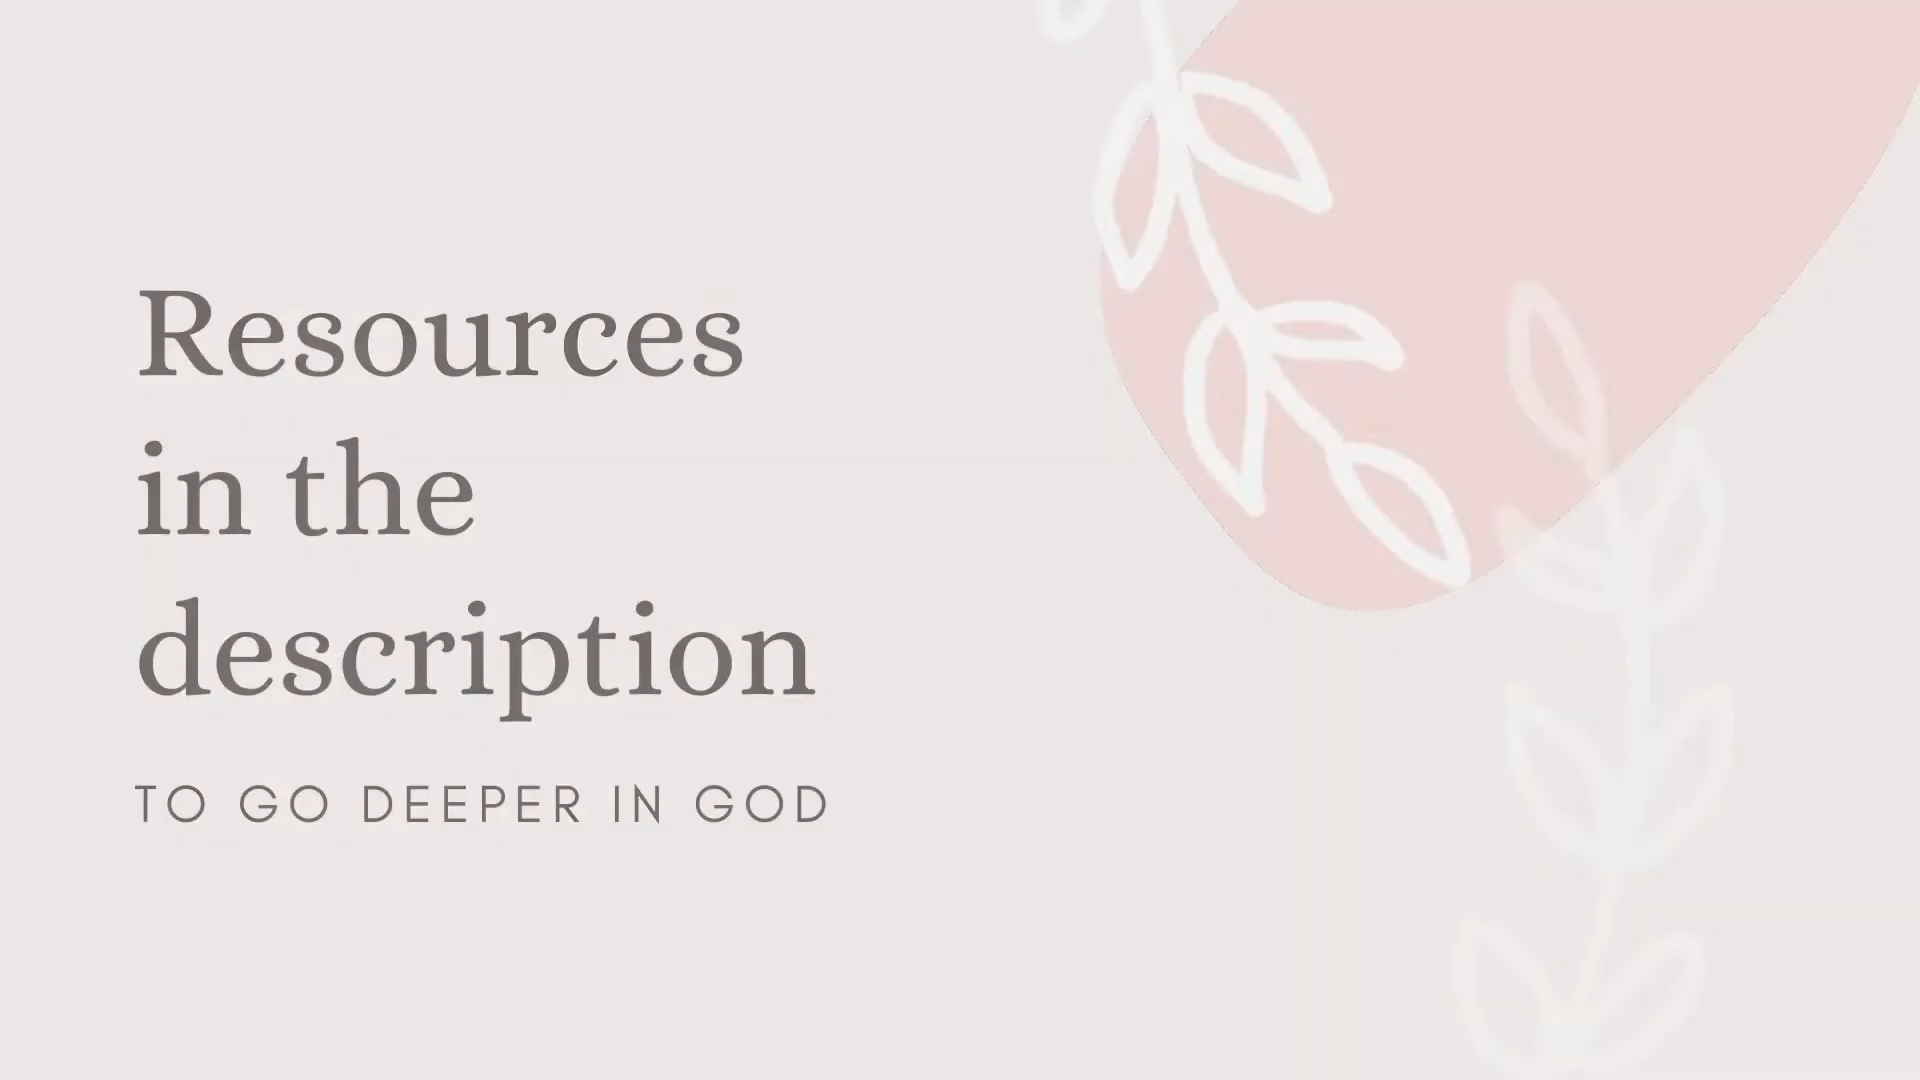 Resources
in the
description
TO GO DEEPER IN GOD